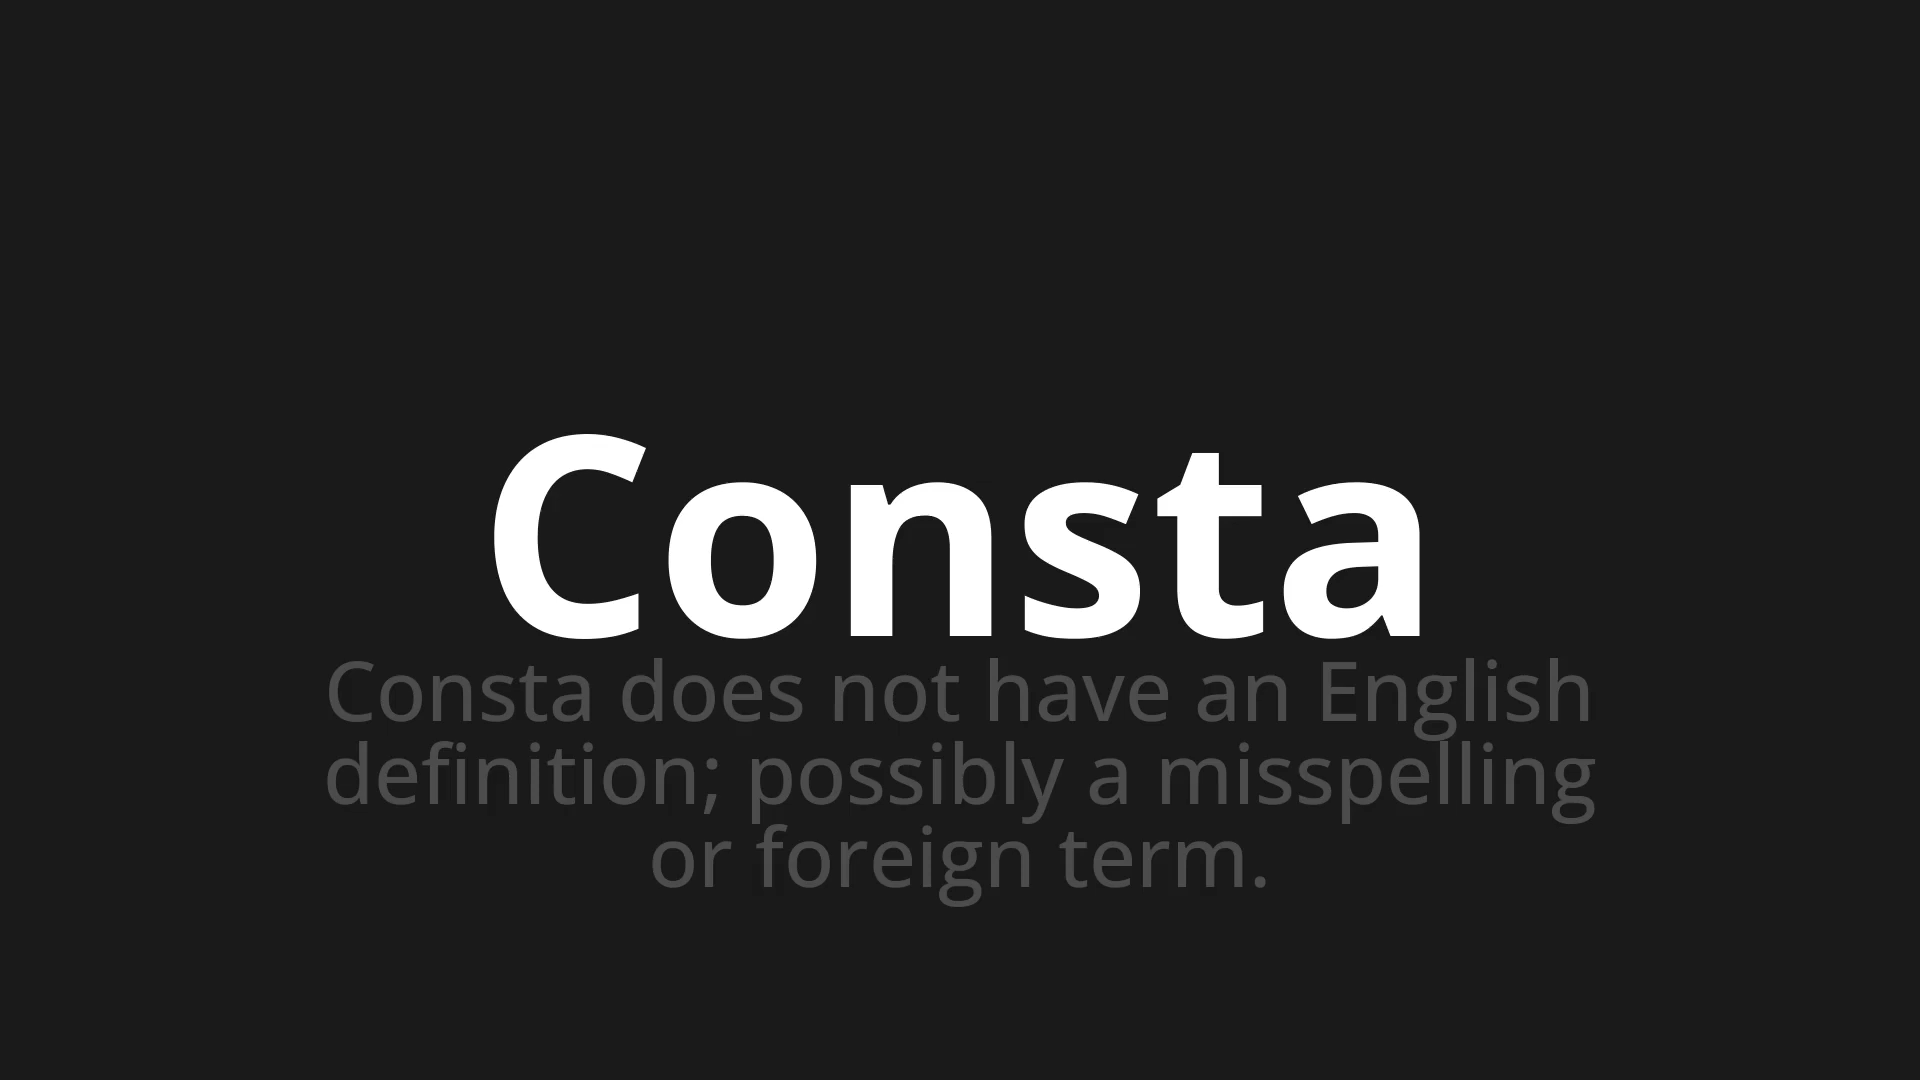 Consta
Consta does not have an English
definition; possibly a misspelling
or foreign term.